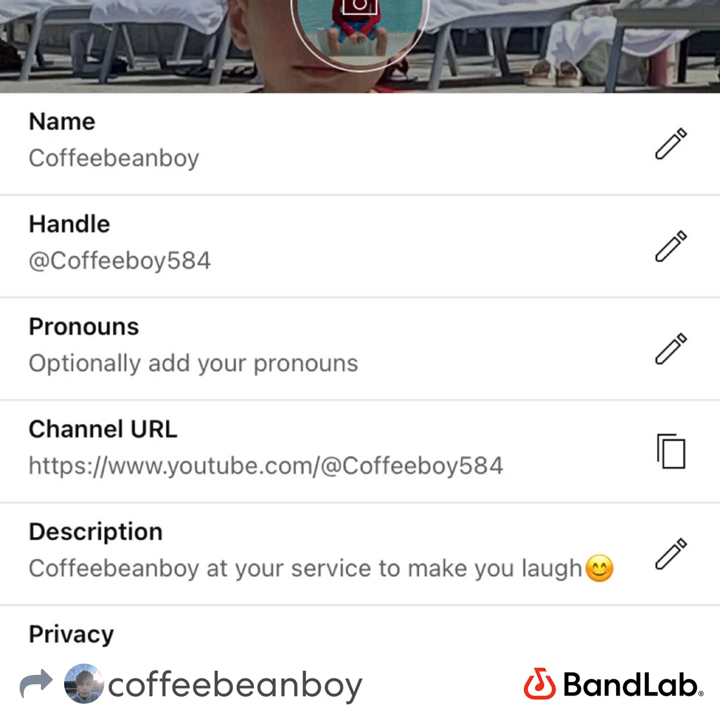 Name
Coffeebeanboy
Handle
@Coffeeboy584
Pronouns
Optionally add your pronouns
Channel URL
https://www.youtube.com/@Coffeeboy584
Description
Coffeebeanboy at your service to make you laugh😊
Privacy
coffeebeanboy BandLab®